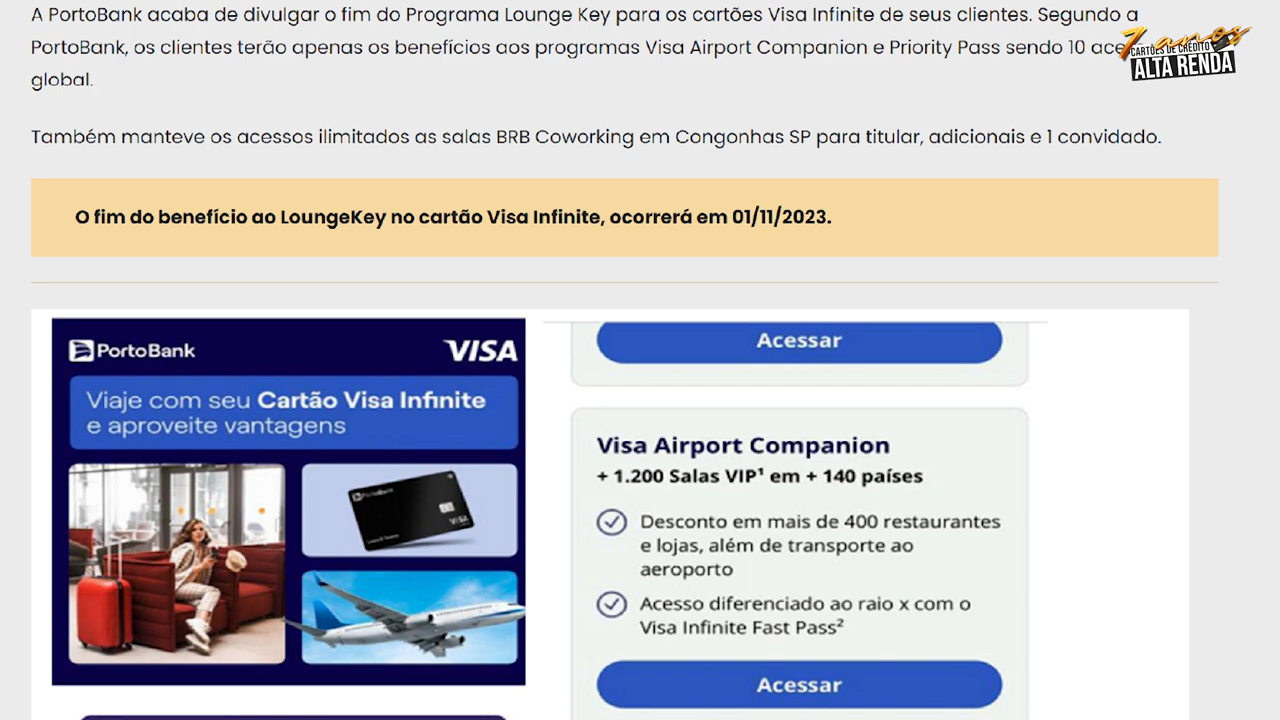 A PortoBank acaba de divulgar o fim do Programa Lounge Key para os cartões Visa Infinite de seus clientes. Segundo a
PortoBank, os clientes terão apenas os benefícios aos programas Visa Airport Companion e Priority Pass sendo 10
global.
7 anos
CARTÕES DE CRÉDITO
ALTA RENDA
Também manteve os acessos ilimitados as salas BRB Coworking em Congonhas SP para titular, adicionais e 1 convidado.
O fim do benefício ao LoungeKey no cartão Visa Infinite, ocorrerá em 01/11/2023.
PortoBank
VISA
Viaje com seu Cartão Visa Infinite
e aproveite vantagens
PortoBank
VISA
Acessar
Visa Airport Companion
+ 1.200 Salas VIP¹ em + 140 países
Desconto em mais de 400 restaurantes
e lojas, além de transporte ao
aeroporto
Acesso diferenciado ao raio x com o
Visa Infinite Fast Pass²
Acessar